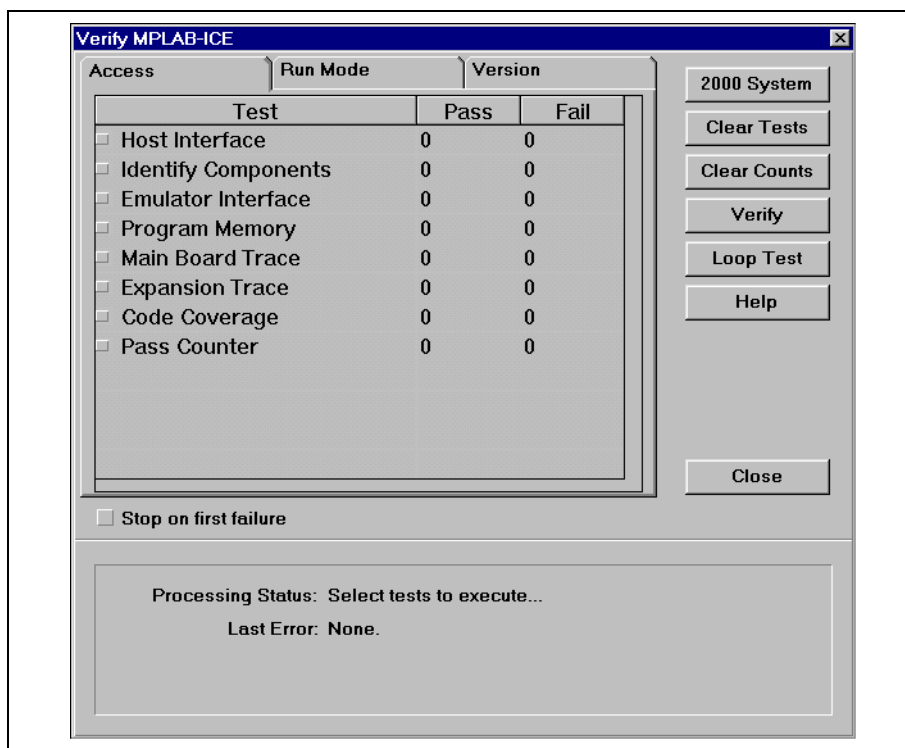 Verify MPLAB-ICE
Access Run Mode Version
Test Pass Fail
Host Interface 0 0
Identify Components 0 0
Emulator Interface 0 0
Program Memory 0 0
Main Board Trace 0 0
Expansion Trace 0 0
Code Coverage 0 0
Pass Counter 0 0
2000 System
Clear Tests
Clear Counts
Verify
Loop Test
Help
Close
Stop on first failure
Processing Status: Select tests to execute...
Last Error: None.